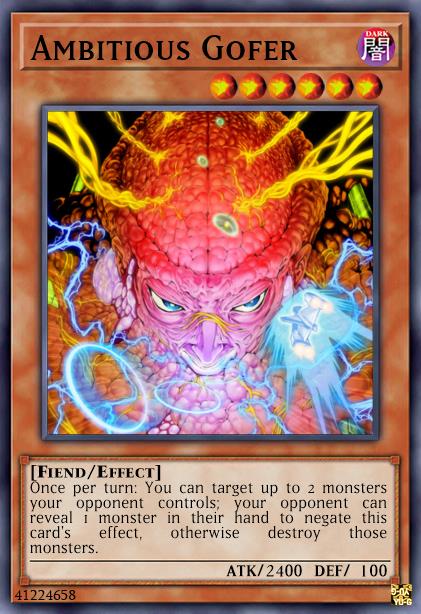 Ambitious Gofer
DARK
闇
[Fiend/Effect]
Once per turn: You can target up to 2 monsters
your opponent controls; your opponent can
reveal 1 monster in their hand to negate this
card's effect, otherwise destroy those
monsters.
ATK/2400 DEF/ 100
41224658